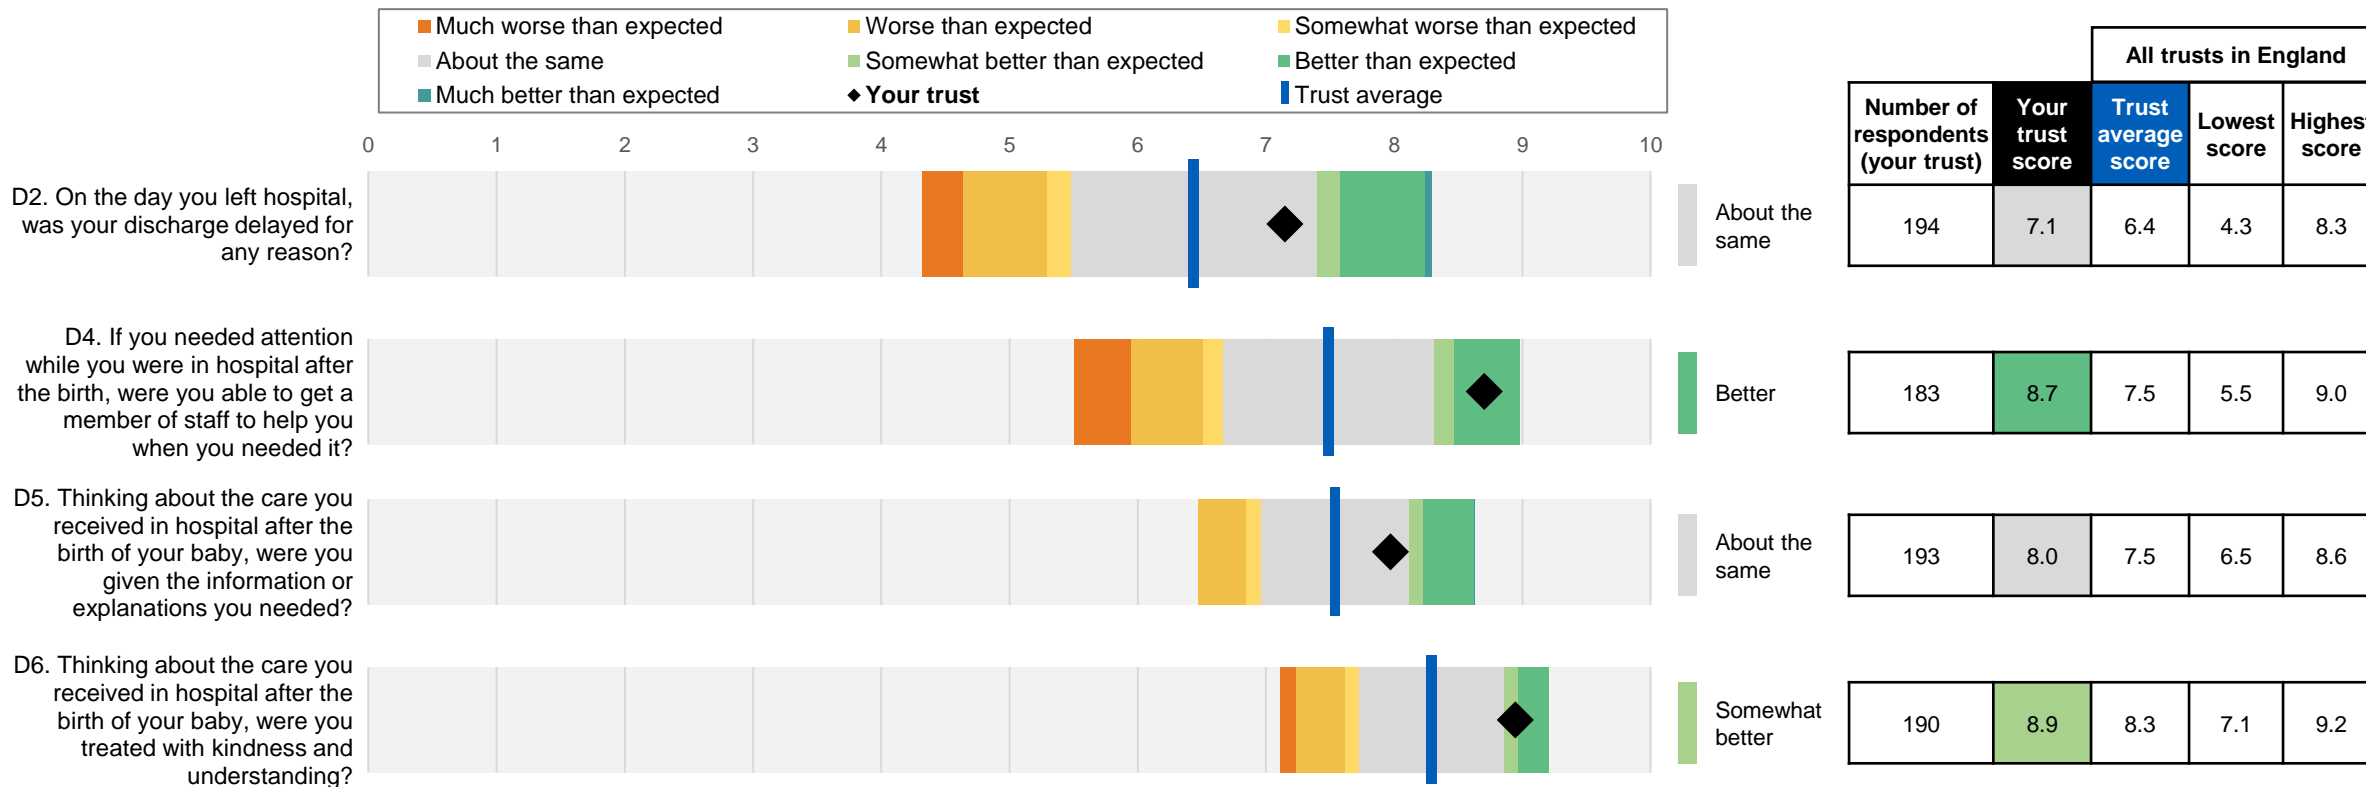 Much worse than expected
Worse than expected
Somewhat worse than expected
About the same
Somewhat better than expected
Better than expected
Much better than expected
Your trust
Trust average
All trusts in England
Number of
respondents
(your trust)
Your
trust
score
Trust
average
score
Lowest
score
Highest
score
0 1 2 3 4 5 6 7 8 9 10
D2. On the day you left hospital,
was your discharge delayed for
any reason?
About the
same
194 7.1 6.4 4.3 8.3
D4. If you needed attention
while you were in hospital after
the birth, were you able to get a
member of staff to help you
when you needed it?
Better
183 8.7 7.5 5.5 9.0
D5. Thinking about the care you
received in hospital after the
birth of your baby, were you
given the information or
explanations you needed?
About the
same
193 8.0 7.5 6.5 8.6
D6. Thinking about the care you
received in hospital after the
birth of your baby, were you
treated with kindness and
understanding?
Somewhat
better
190 8.9 8.3 7.1 9.2